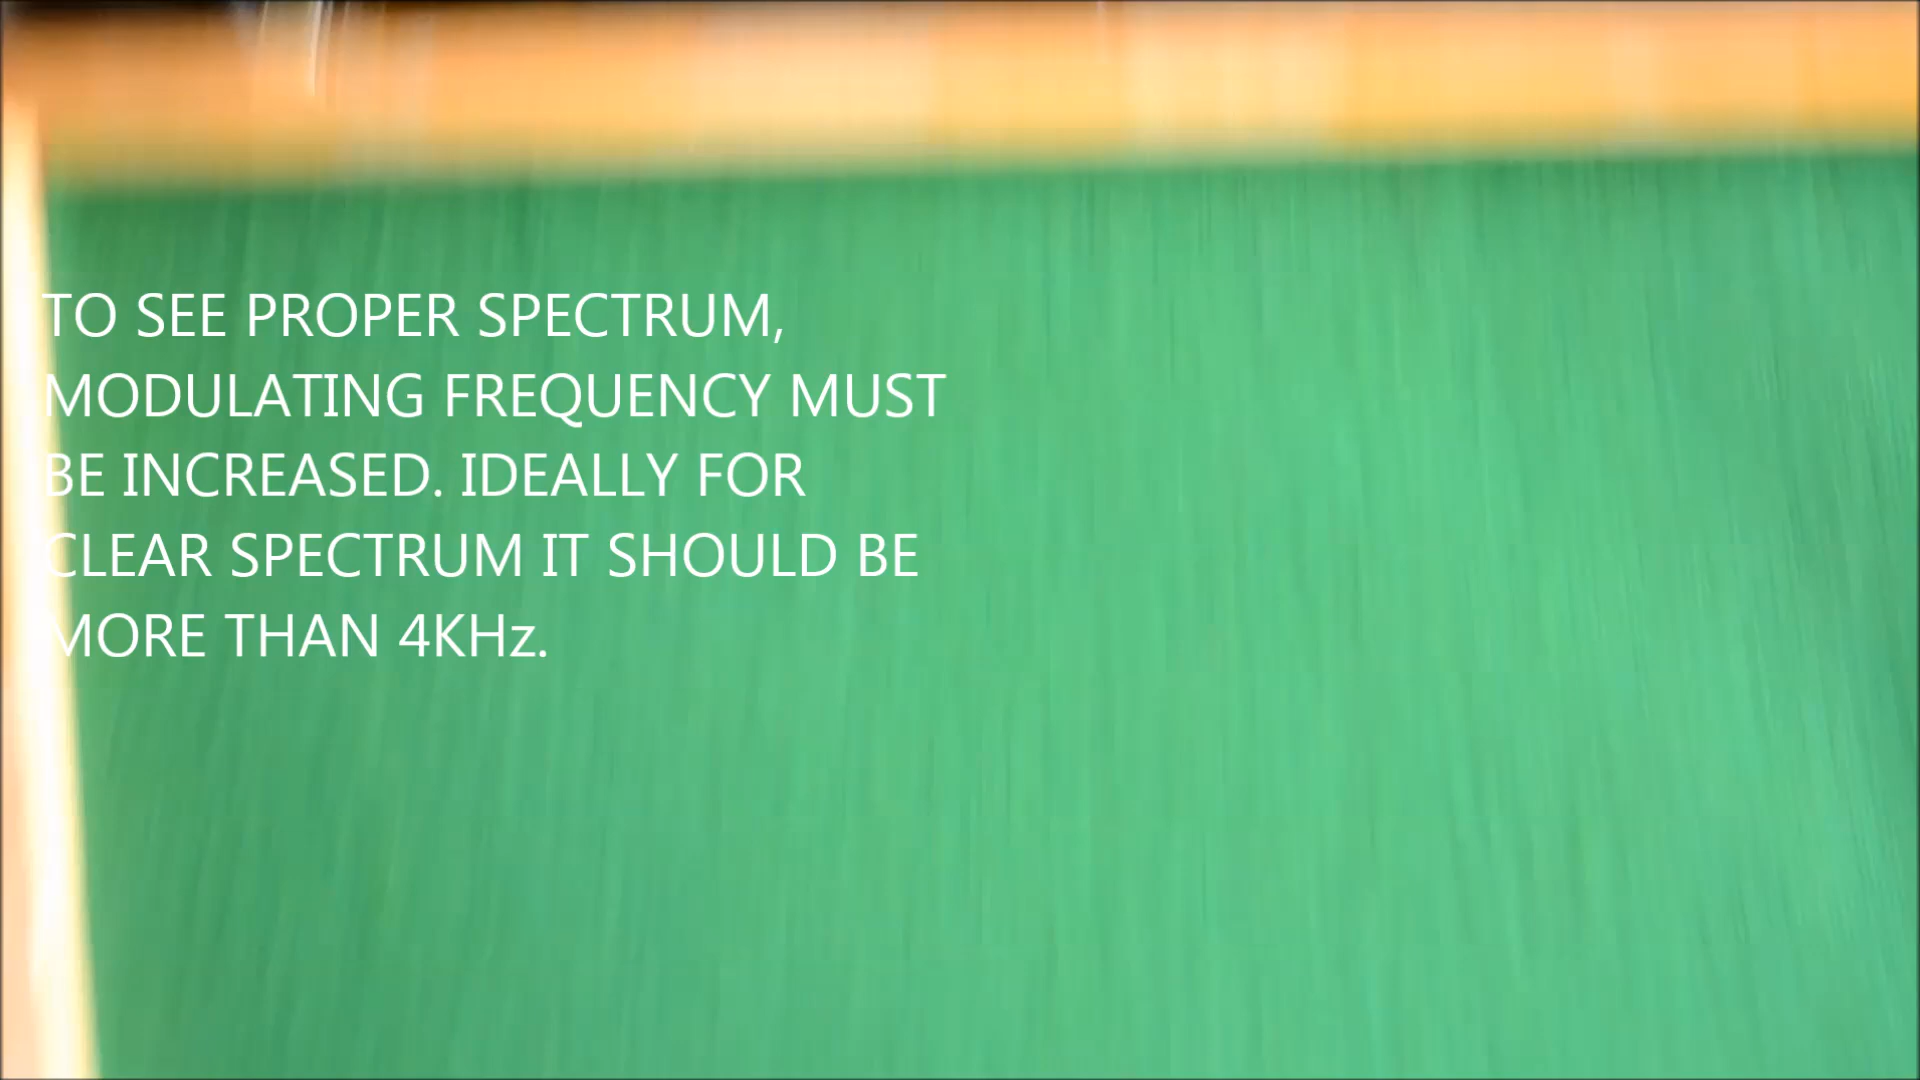 TO SEE PROPER SPECTRUM,
MODULATING FREQUENCY MUST
BE INCREASED. IDEALLY FOR
CLEAR SPECTRUM IT SHOULD BE
MORE THAN 4KHz.